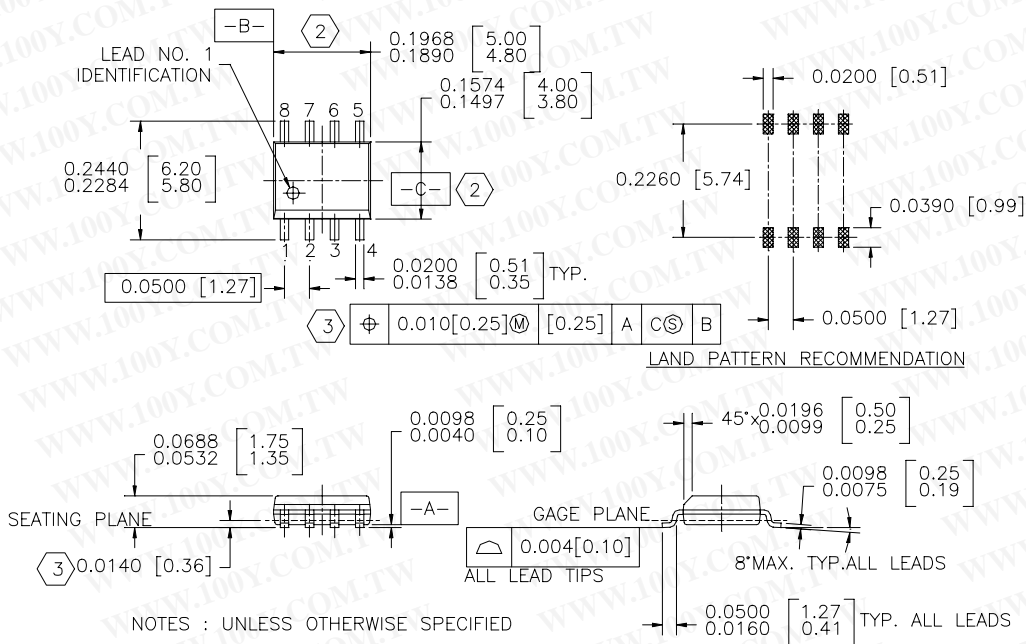 -B-
2
0.1968 [5.00]
0.1890 [4.80]
LEAD NO. 1
IDENTIFICATION
0.1574 [4.00]
0.1497 [3.80]
8 7 6 5
0.2440 [6.20]
0.2284 [5.80]
-C-
2
1 2 3 4
0.0500 [1.27]
0.0200 [0.51]
0.0138 [0.35]
TYP.
3
⌖ 0.010[0.25]Ⓜ [0.25] A CⓈ B
0.0200 [0.51]
0.2260 [5.74]
0.0390 [0.99]
0.0500 [1.27]
LAND PATTERN RECOMMENDATION
0.0688 [1.75]
0.0532 [1.35]
0.0098 [0.25]
0.0040 [0.10]
-A-
SEATING PLANE
3
0.0140 [0.36]
45°x
0.0196 [0.50]
0.0099 [0.25]
0.0098 [0.25]
0.0075 [0.19]
GAGE PLANE
⌓ 0.004[0.10]
ALL LEAD TIPS
8°MAX. TYP.ALL LEADS
0.0500 [1.27]
0.0160 [0.41]
TYP. ALL LEADS
NOTES : UNLESS OTHERWISE SPECIFIED
WWW.100Y.COM.TW